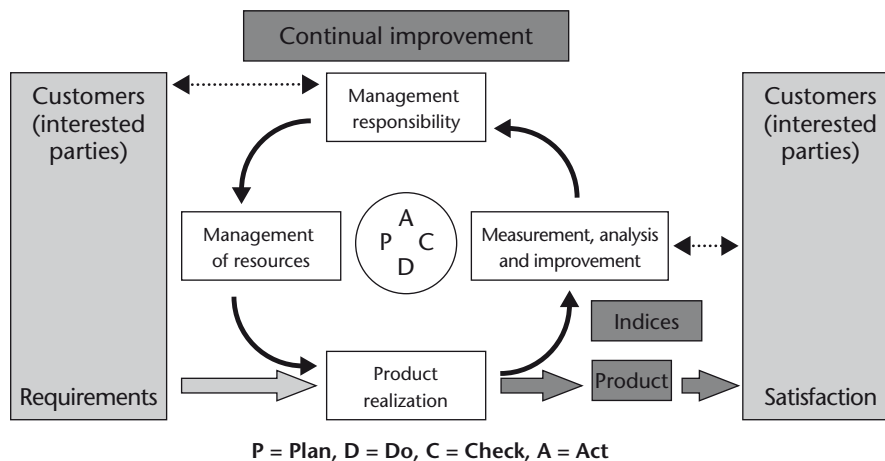 Continual improvement
Customers
(interested
parties)
Management
responsibility
Customers
(interested
parties)
Management
of resources
A
P C
D
Measurement, analysis
and improvement
Indices
Requirements
Product
realization
Product
Satisfaction
P = Plan, D = Do, C = Check, A = Act